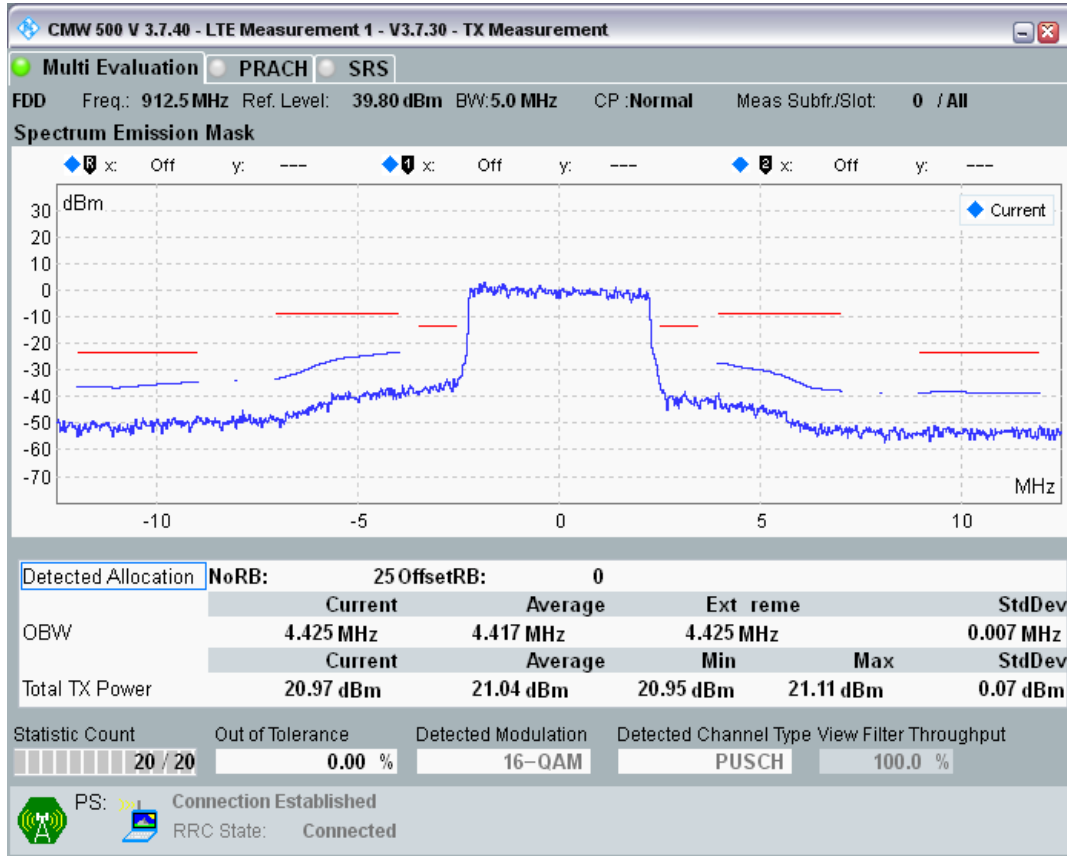 CMW 500 V 3.7.40 - LTE Measurement 1 - V3.7.30 - TX Measurement
Multi Evaluation PRACH SRS
FDD Freq.: 912.5 MHz Ref. Level: 39.80 dBm BW: 5.0 MHz CP :Normal Meas Subfr./Slot: 0 / All
Spectrum Emission Mask
R x: Off y: --- 1 x: Off y: --- 2 x: Off y: ---
dBm
Current
30
20
10
0
-10
-20
-30
-40
-50
-60
-70
MHz
-10 -5 0 5 10
Detected Allocation NoRB: 25 OffsetRB: 0
Current Average Ext reme StdDev
OBW 4.425 MHz 4.417 MHz 4.425 MHz 0.007 MHz
Current Average Min Max StdDev
Total TX Power 20.97 dBm 21.04 dBm 20.95 dBm 21.11 dBm 0.07 dBm
Statistic Count Out of Tolerance Detected Modulation Detected Channel Type View Filter Throughput
20 / 20 0.00 % 16-QAM PUSCH 100.0 %
PS: Connection Established
RRC State: Connected